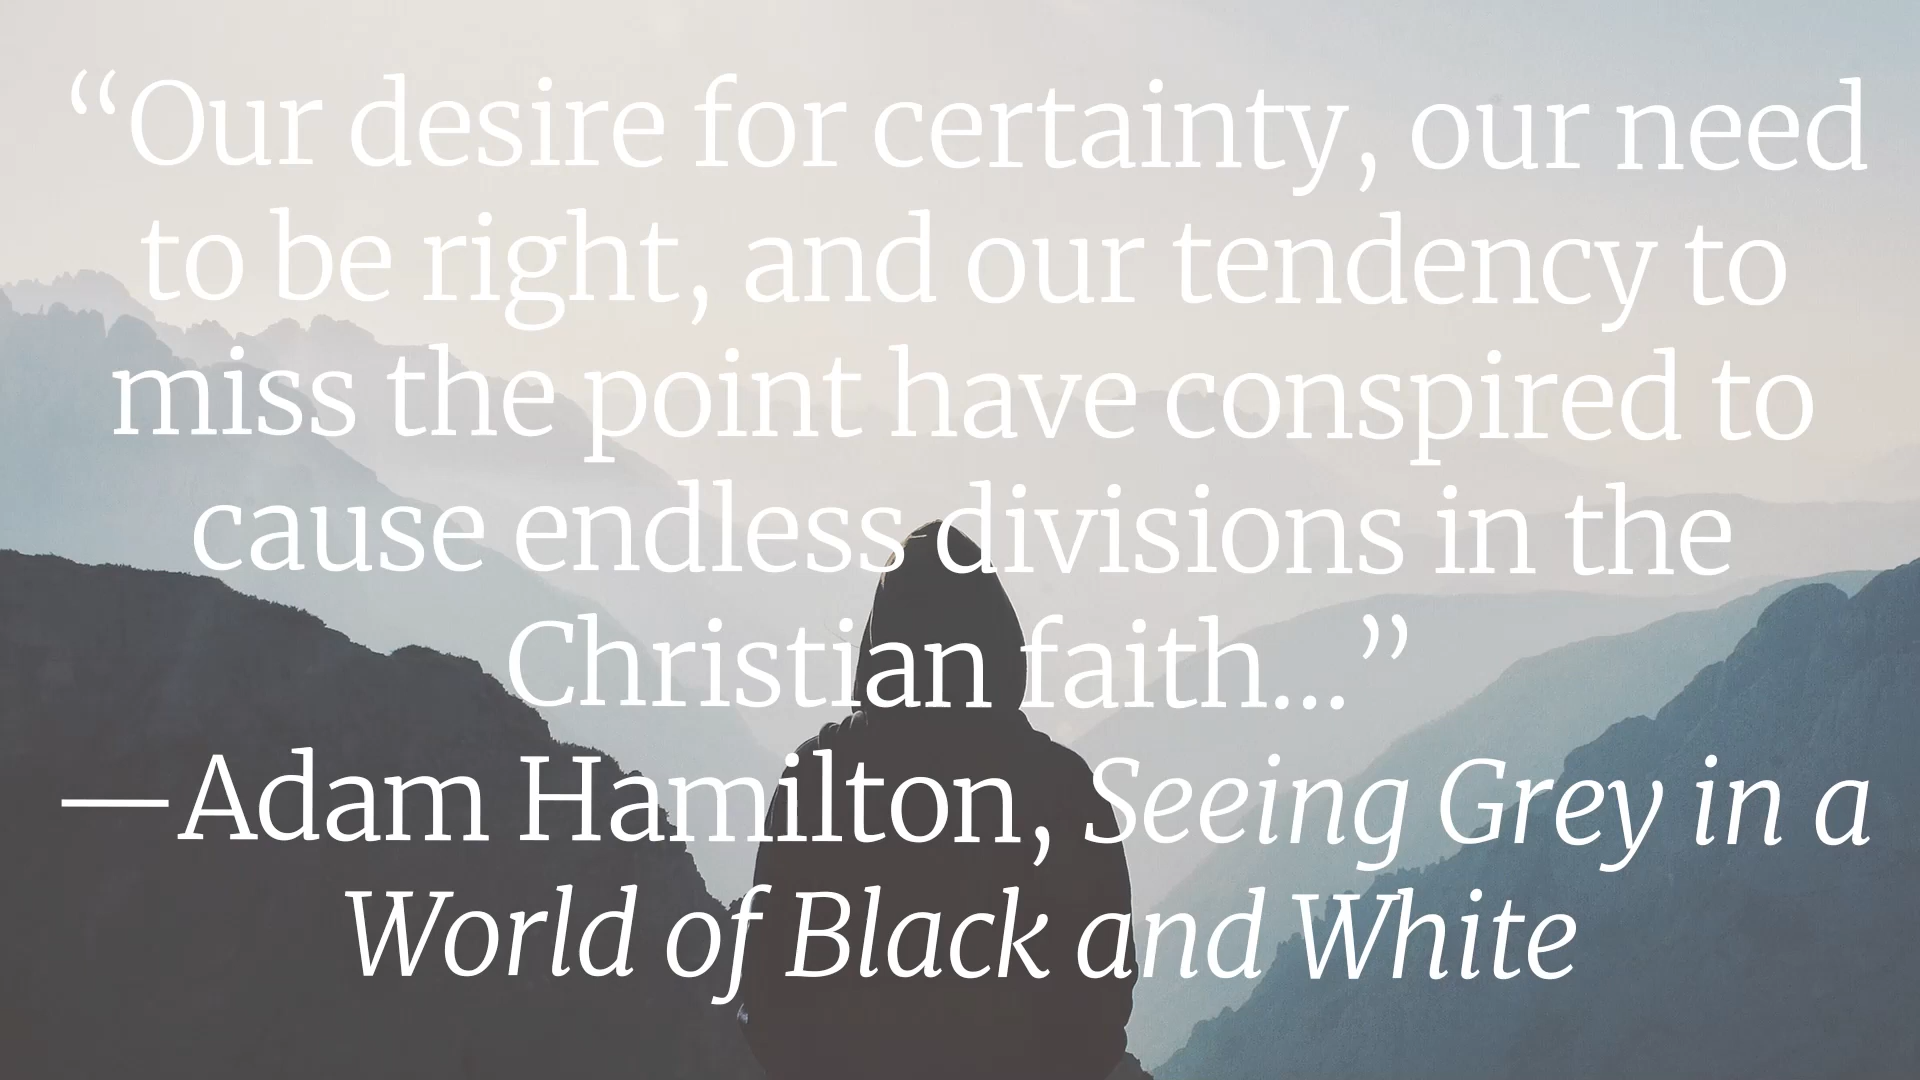 “Our desire for certainty, our need
to be right, and our tendency to
miss the point have conspired to
cause endless divisions in the
Christian faith...”
—Adam Hamilton, Seeing Grey in a
World of Black and White